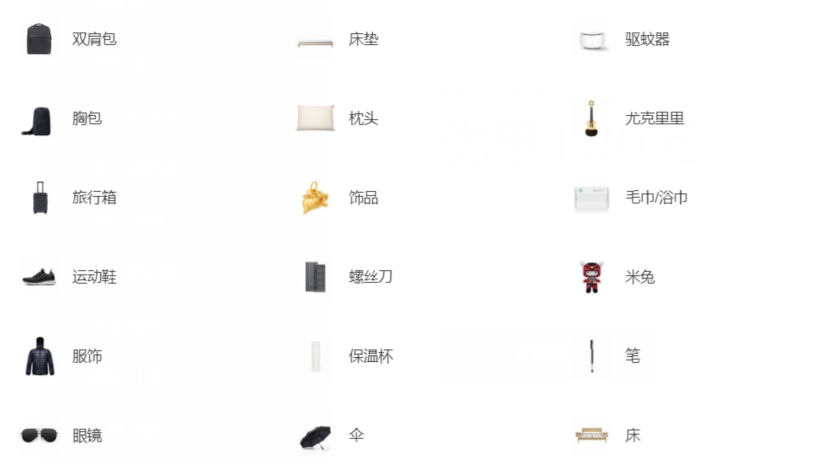 双肩包
床垫
驱蚊器
胸包
枕头
尤克里里
旅行箱
饰品
毛巾/浴巾
运动鞋
螺丝刀
米兔
服饰
保温杯
笔
眼镜
伞
床